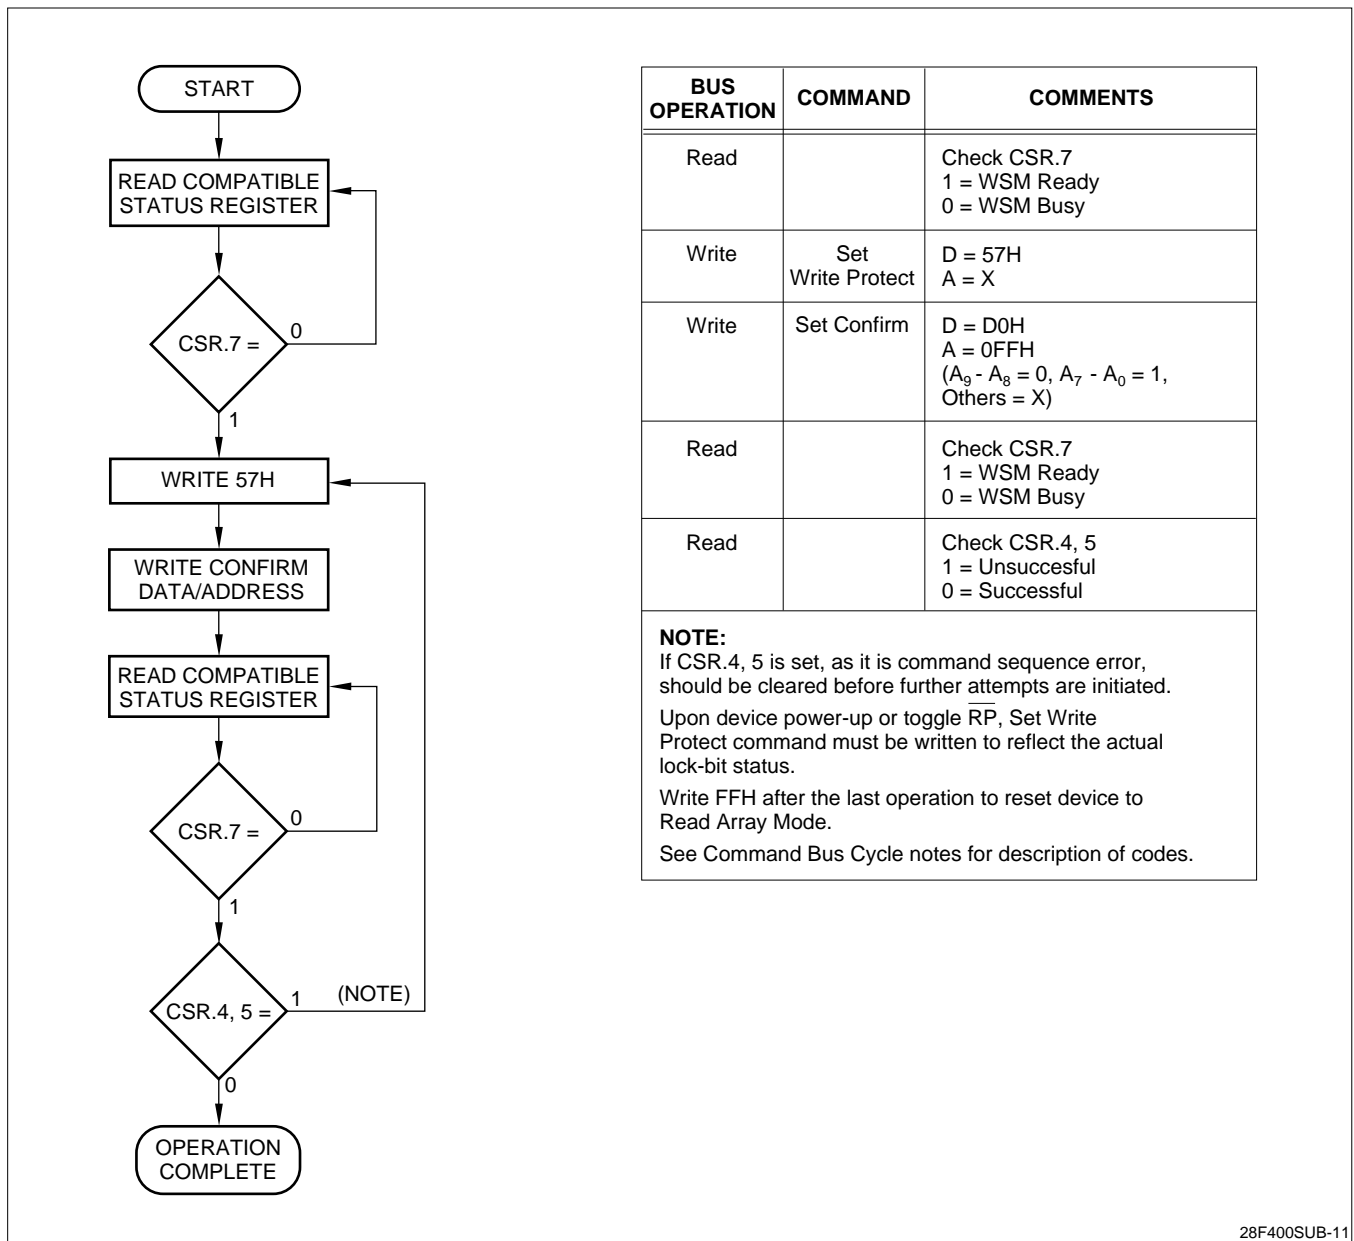 START
READ COMPATIBLE
STATUS REGISTER
CSR.7 =
0
1
WRITE 57H
WRITE CONFIRM
DATA/ADDRESS
READ COMPATIBLE
STATUS REGISTER
CSR.7 =
0
1
CSR.4, 5 =
1
(NOTE)
0
OPERATION
COMPLETE
BUS
OPERATION
COMMAND
COMMENTS
Read
Check CSR.7
1 = WSM Ready
0 = WSM Busy
Write
Set
Write Protect
D = 57H
A = X
Write
Set Confirm
D = D0H
A = 0FFH
(A₉ - A₈ = 0, A₇ - A₀ = 1,
Others = X)
Read
Check CSR.7
1 = WSM Ready
0 = WSM Busy
Read
Check CSR.4, 5
1 = Unsuccesful
0 = Successful
NOTE:
If CSR.4, 5 is set, as it is command sequence error,
should be cleared before further attempts are initiated.
Upon device power-up or toggle R̅P̅, Set Write
Protect command must be written to reflect the actual
lock-bit status.
Write FFH after the last operation to reset device to
Read Array Mode.
See Command Bus Cycle notes for description of codes.
28F400SUB-11